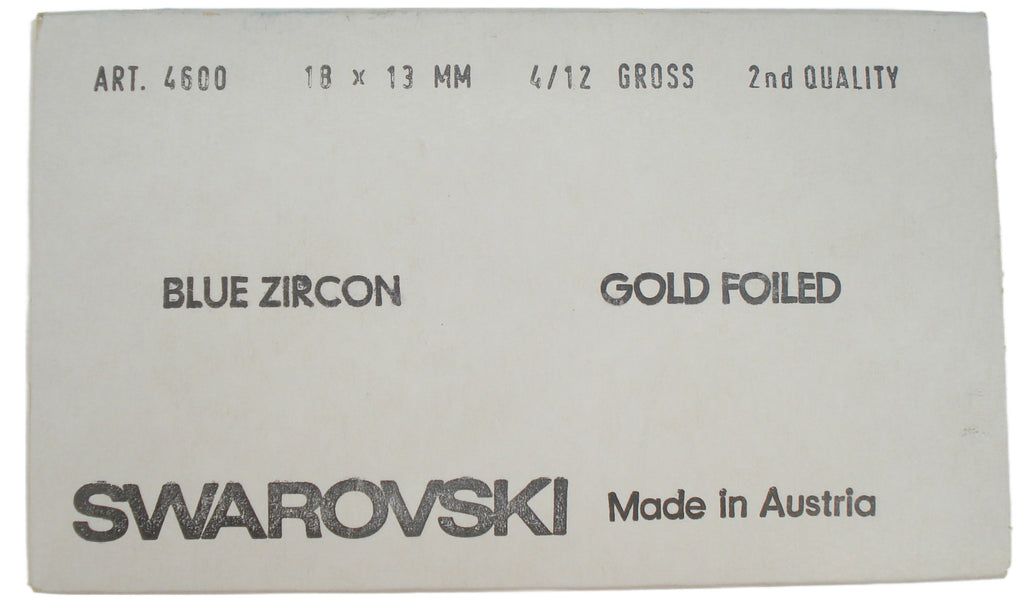 ART. 4600 18 x 13 MM 4/12 GROSS 2nd QUALITY
BLUE ZIRCON GOLD FOILED
SWAROVSKI Made in Austria